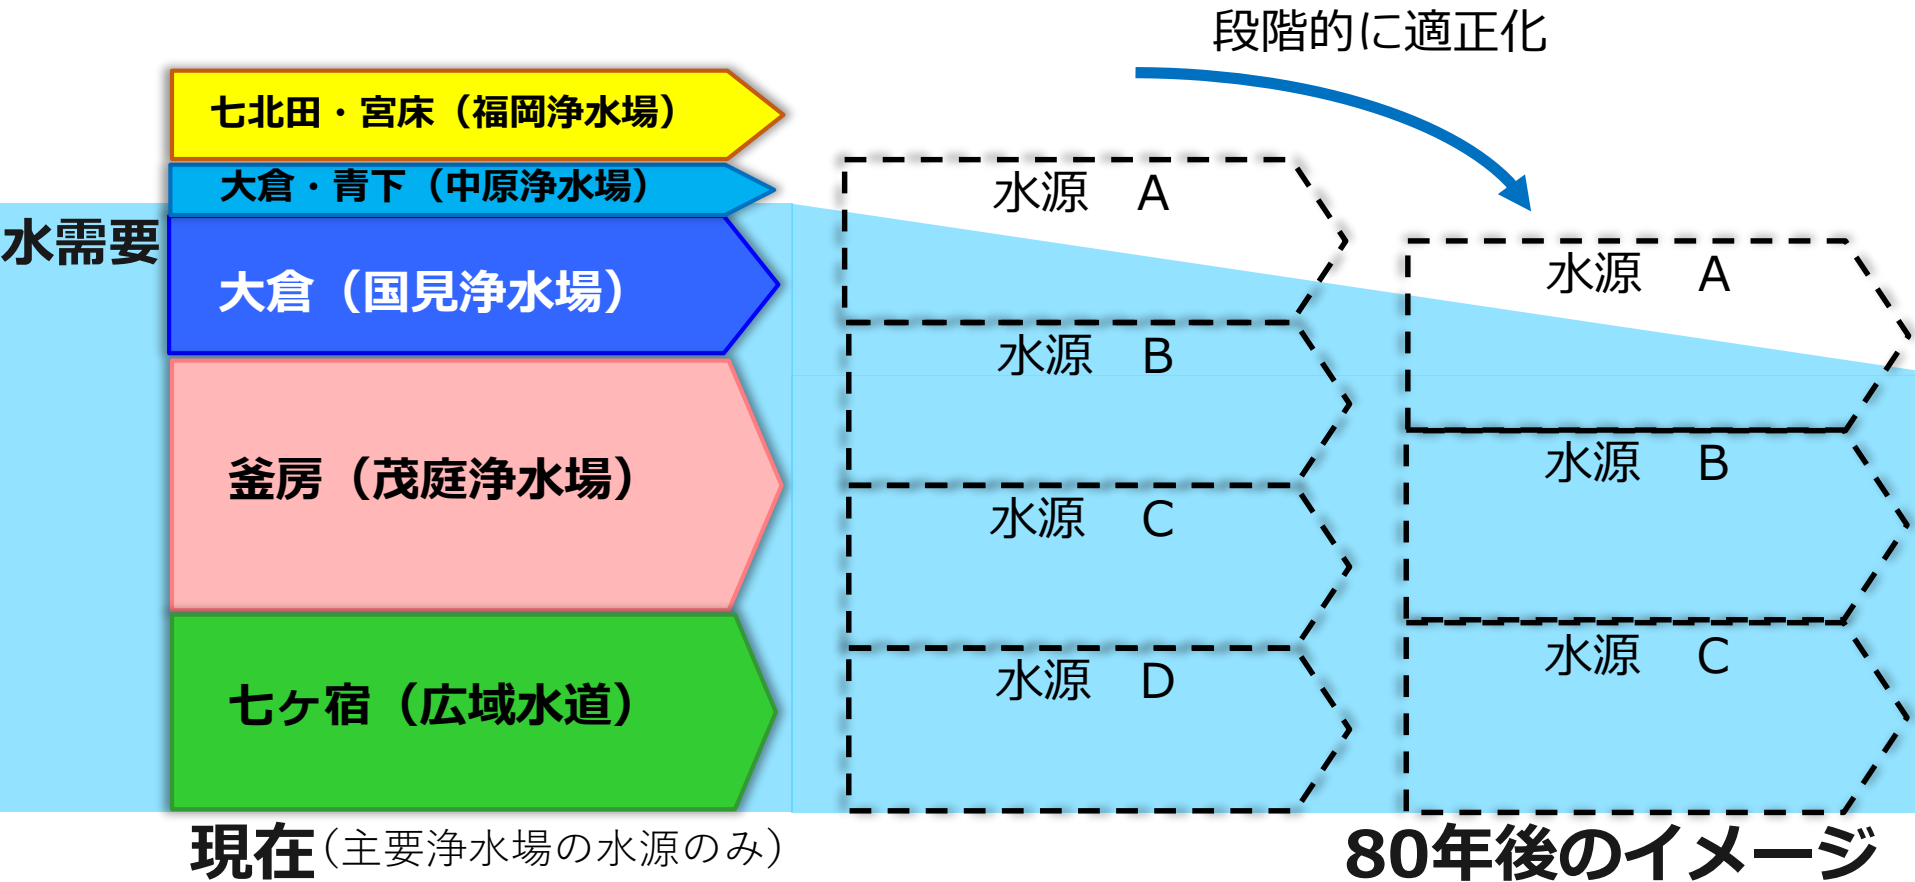 段階的に適正化
七北田・宮床（福岡浄水場）
大倉・青下（中原浄水場）
水需要
大倉（国見浄水場）
釜房（茂庭浄水場）
七ヶ宿（広域水道）
水源　A
水源　B
水源　C
水源　D
水源　A
水源　B
水源　C
現在（主要浄水場の水源のみ）
80年後のイメージ